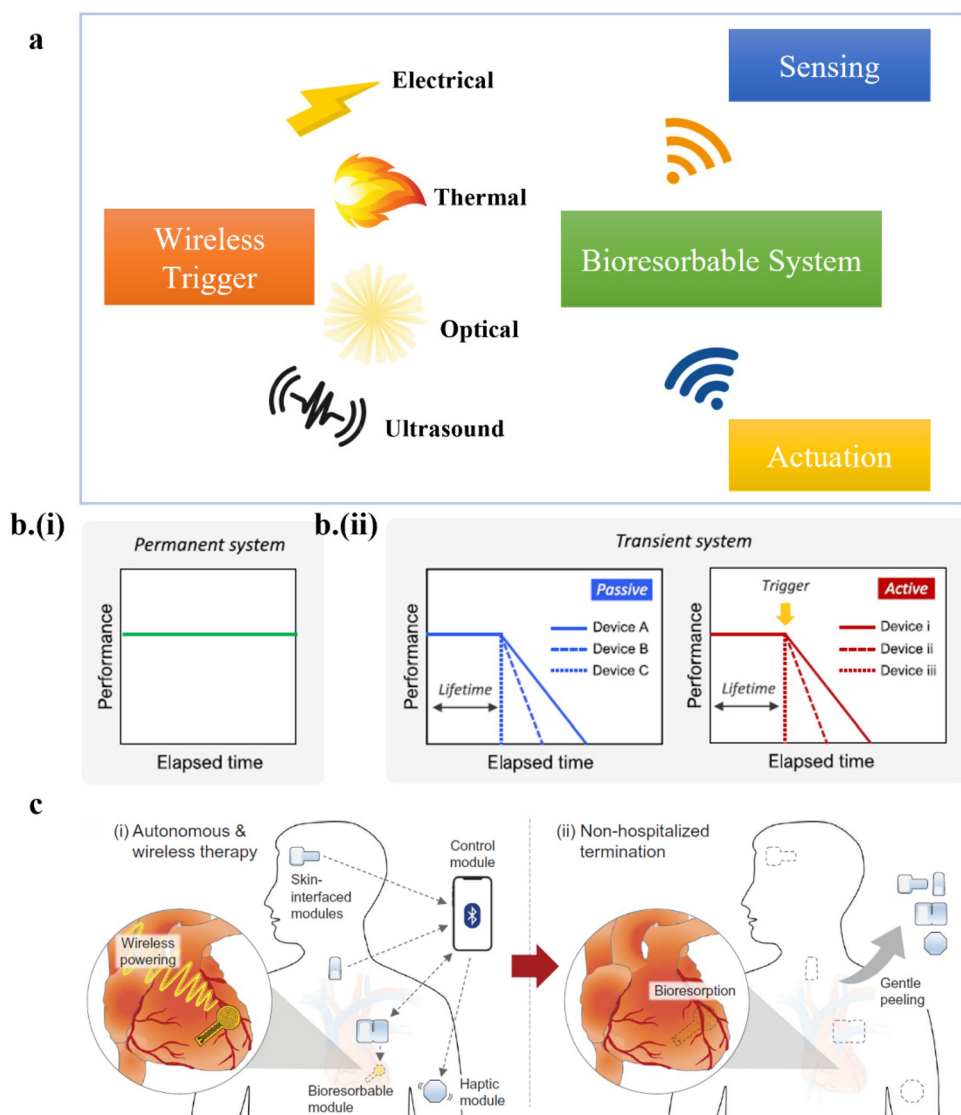 a
Electrical
Sensing
Thermal
Wireless
Trigger
Bioresorbable System
Optical
Ultrasound
Actuation
b.(i)
Permanent system
Performance
Elapsed time
b.(ii)
Transient system
Passive
Device A
Device B
Device C
Lifetime
Performance
Elapsed time
Trigger
Active
Device i
Device ii
Device iii
Lifetime
Performance
Elapsed time
c
(i) Autonomous &
wireless therapy
Skin-
interfaced modules
Control
module
Wireless
powering
Bioresorbable
module
Haptic
module
(ii) Non-hospitalized
termination
Bioresorption
Gentle
peeling